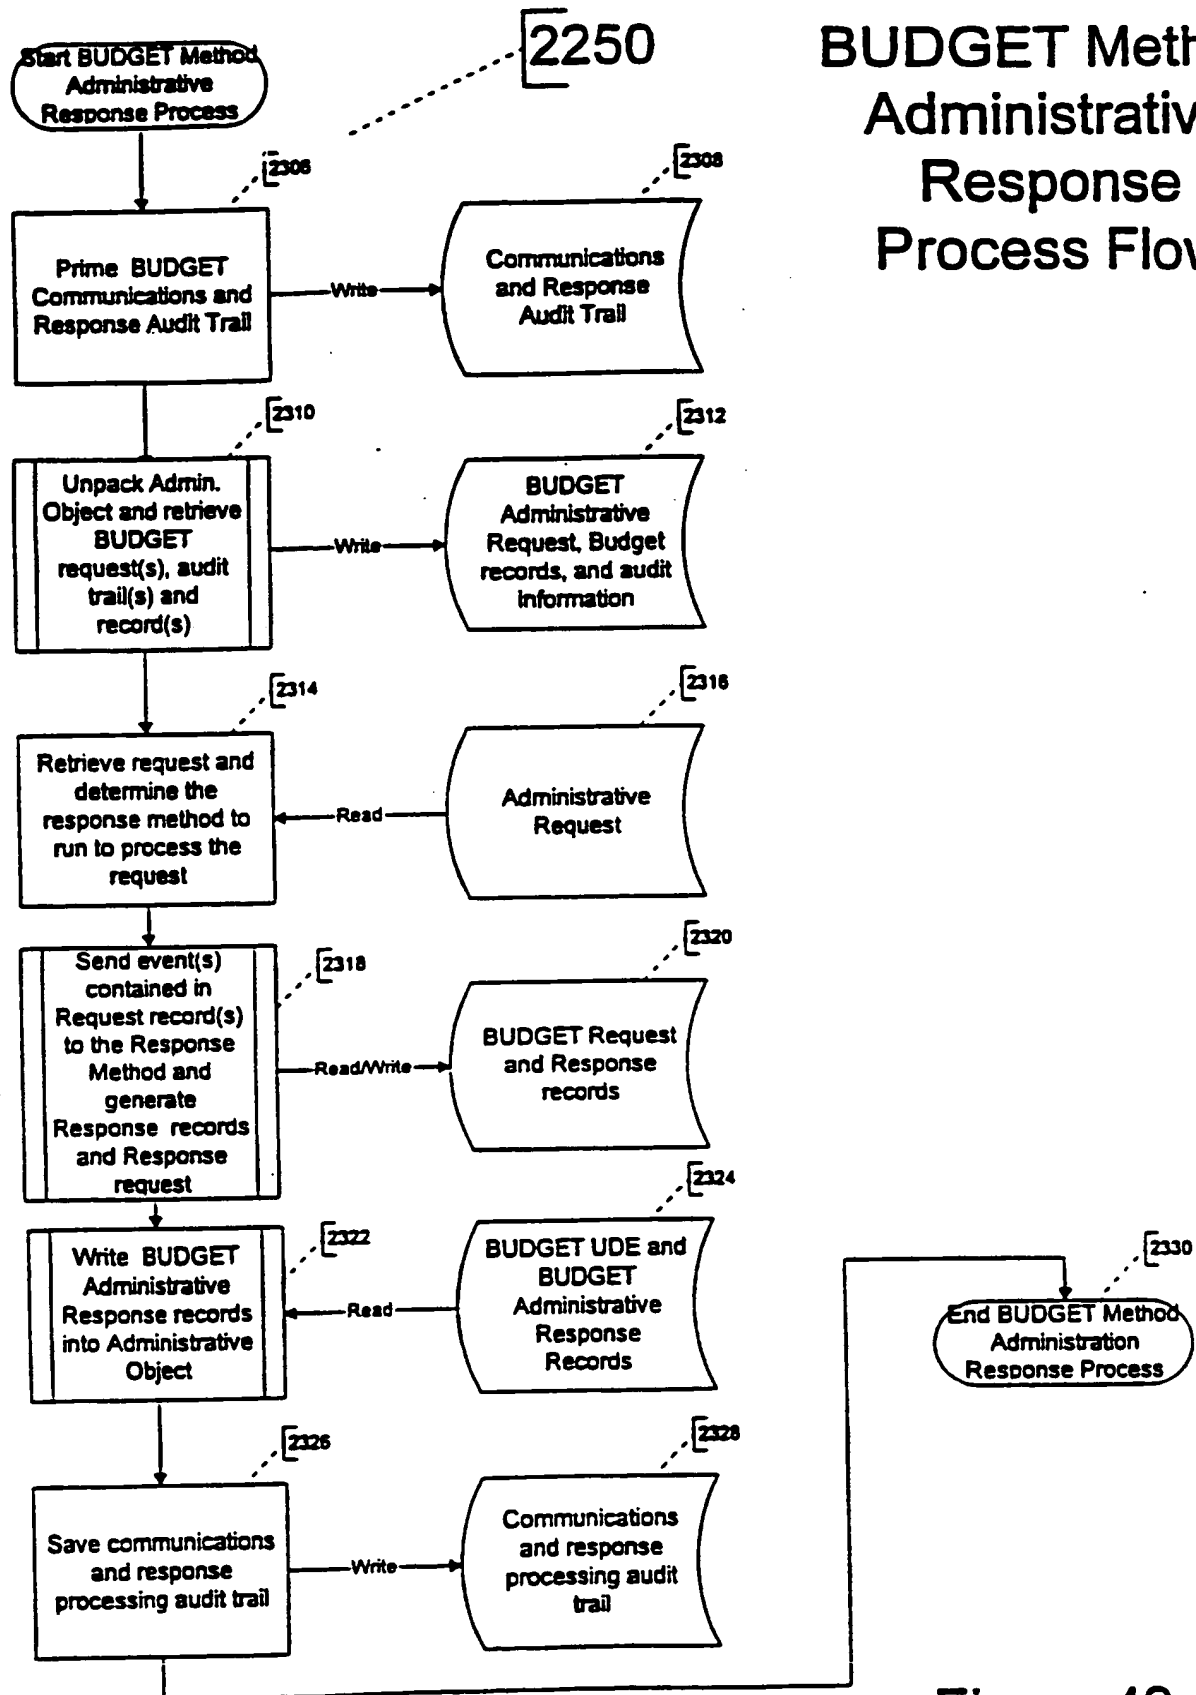 2250
BUDGET Meth
Administrativ
Response
Process Flow
Start BUDGET Method
Administrative
Response Process
2306
2308
Prime BUDGET
Communications and
Response Audit Trail
Write
Communications
and Response
Audit Trail
2310
2312
Unpack Admin.
Object and retrieve
BUDGET
request(s), audit
trail(s) and
record(s)
Write
BUDGET
Administrative
Request, Budget
records, and audit
information
2314
2316
Retrieve request and
determine the
response method to
run to process the
request
Read
Administrative
Request
2318
2320
Send event(s)
contained in
Request record(s)
to the Response
Method and
generate
Response records
and Response
request
Read/Write
BUDGET Request
and Response
records
2322
2324
Write BUDGET
Administrative
Response records
into Administrative
Object
Read
BUDGET UDE and
BUDGET
Administrative
Response
Records
2330
End BUDGET Method
Administration
Response Process
2326
2328
Save communications
and response
processing audit trail
Write
Communications
and response
processing audit
trail